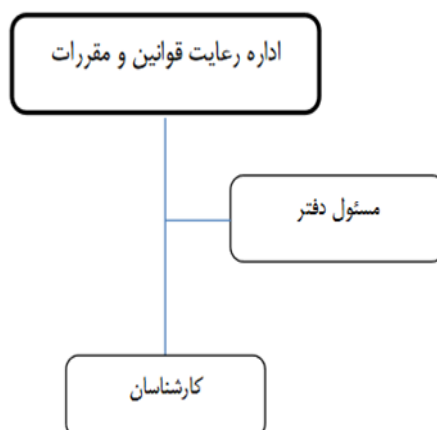 اداره رعایت قوانین و مقررات
مسئول دفتر
کارشناسان